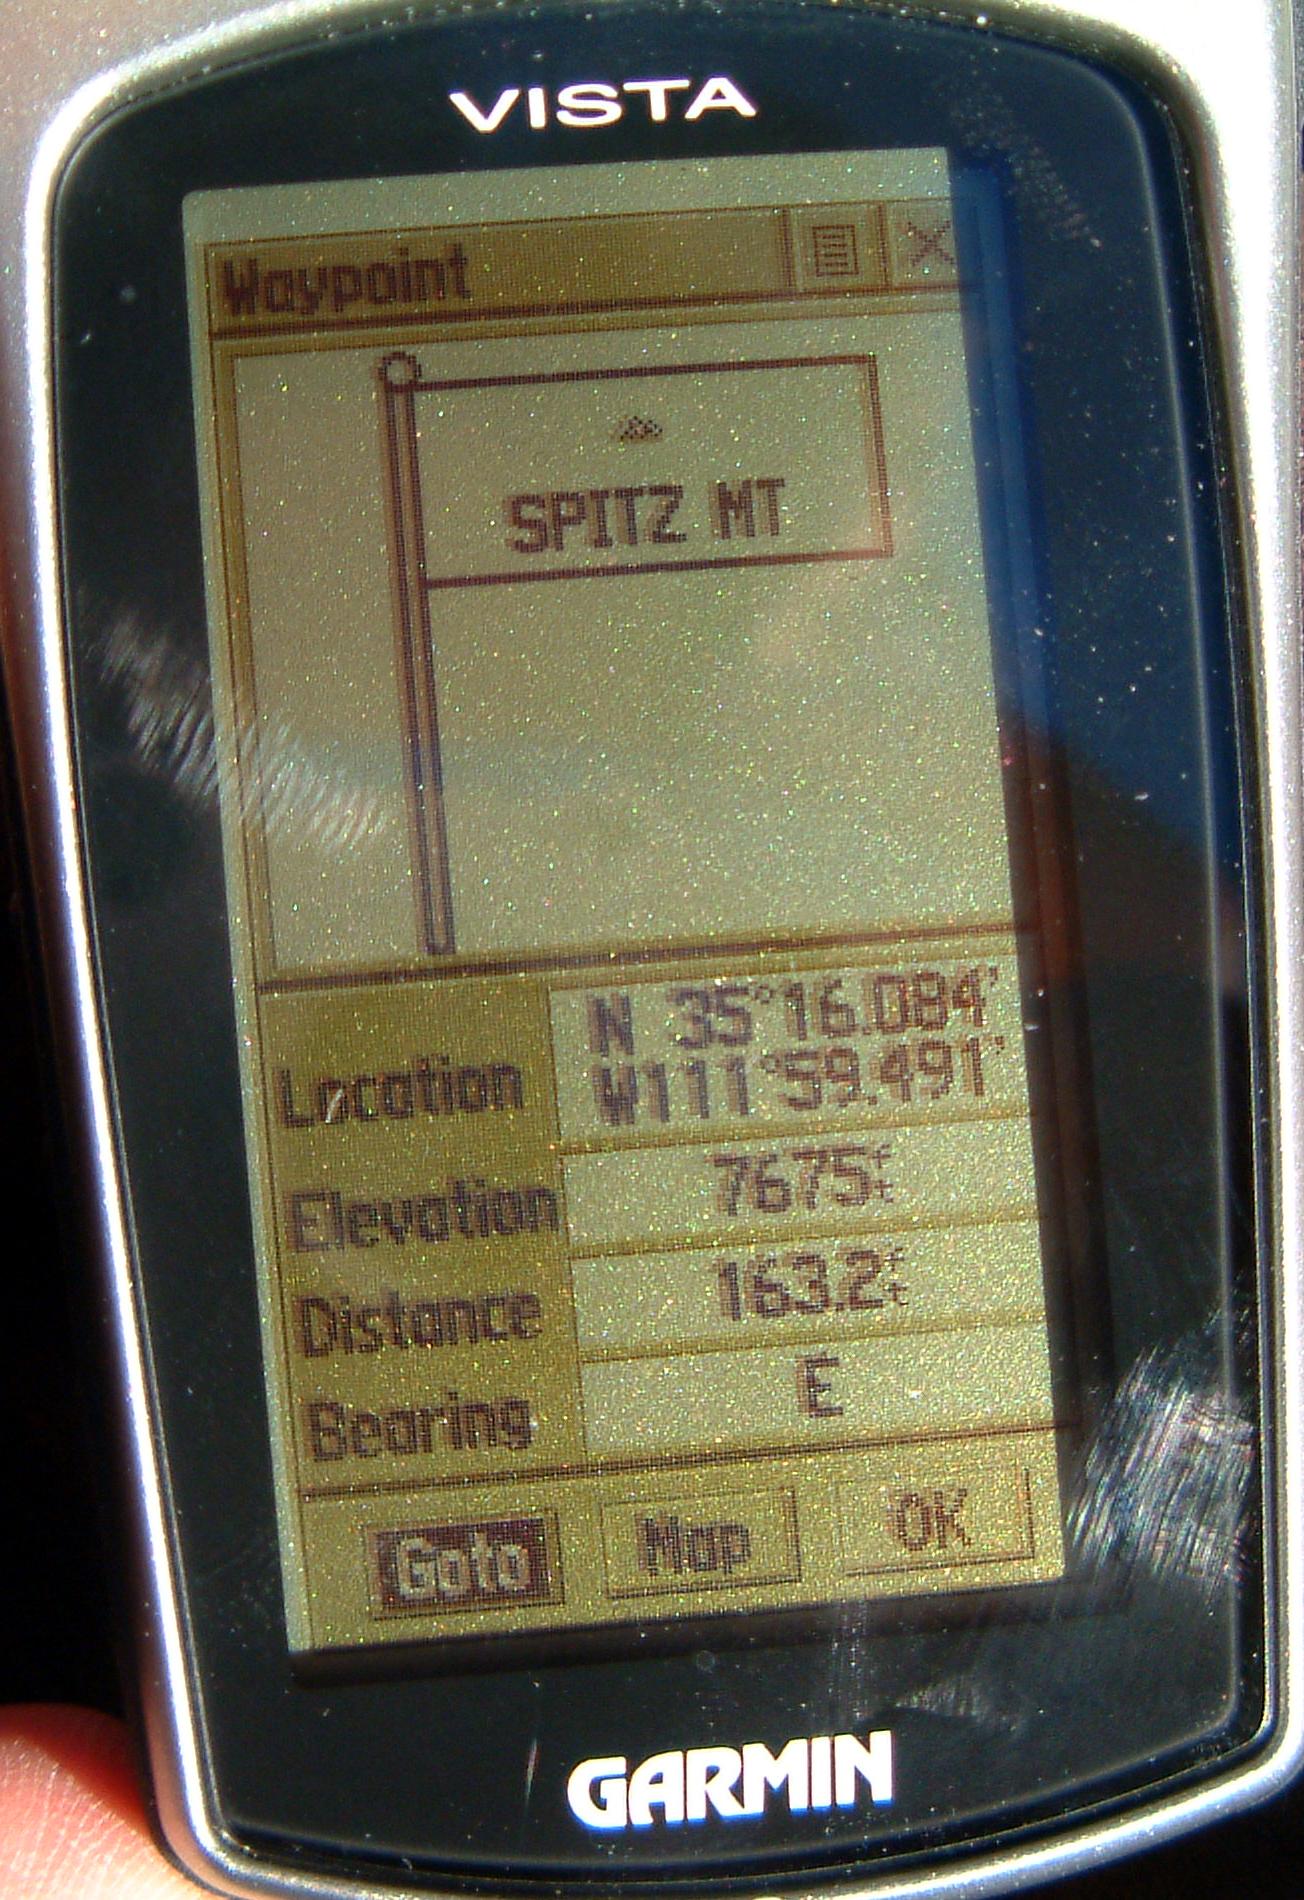 VISTA
Waypoint
SPITZ MT
Location N 35°16.084'
W111°59.491'
Elevation 7675ft
Distance 163.2ft
Bearing E
Goto Map OK
GARMIN